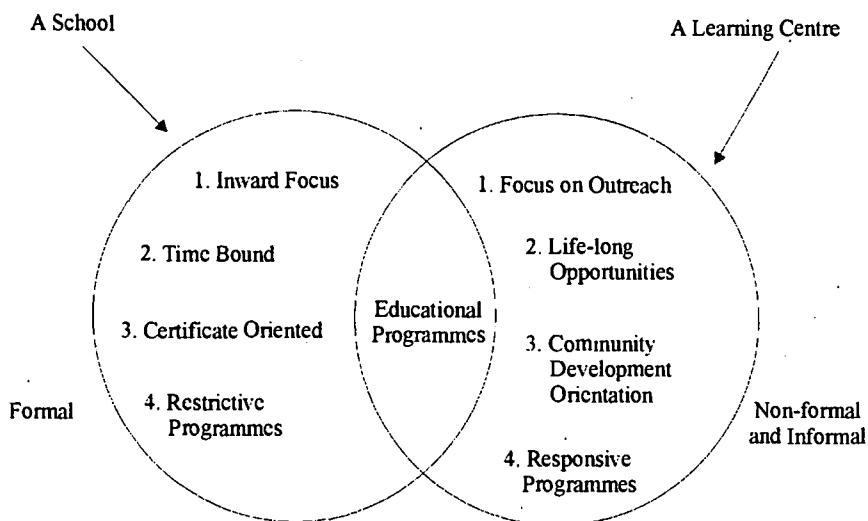 A School
A Learning Centre
1. Inward Focus
2. Time Bound
3. Certificate Oriented
4. Restrictive
Programmes
Educational
Programmes
1. Focus on Outreach
2. Life-long
Opportunities
3. Community
Development
Orientation
4. Responsive
Programmes
Formal
Non-formal
and Informal